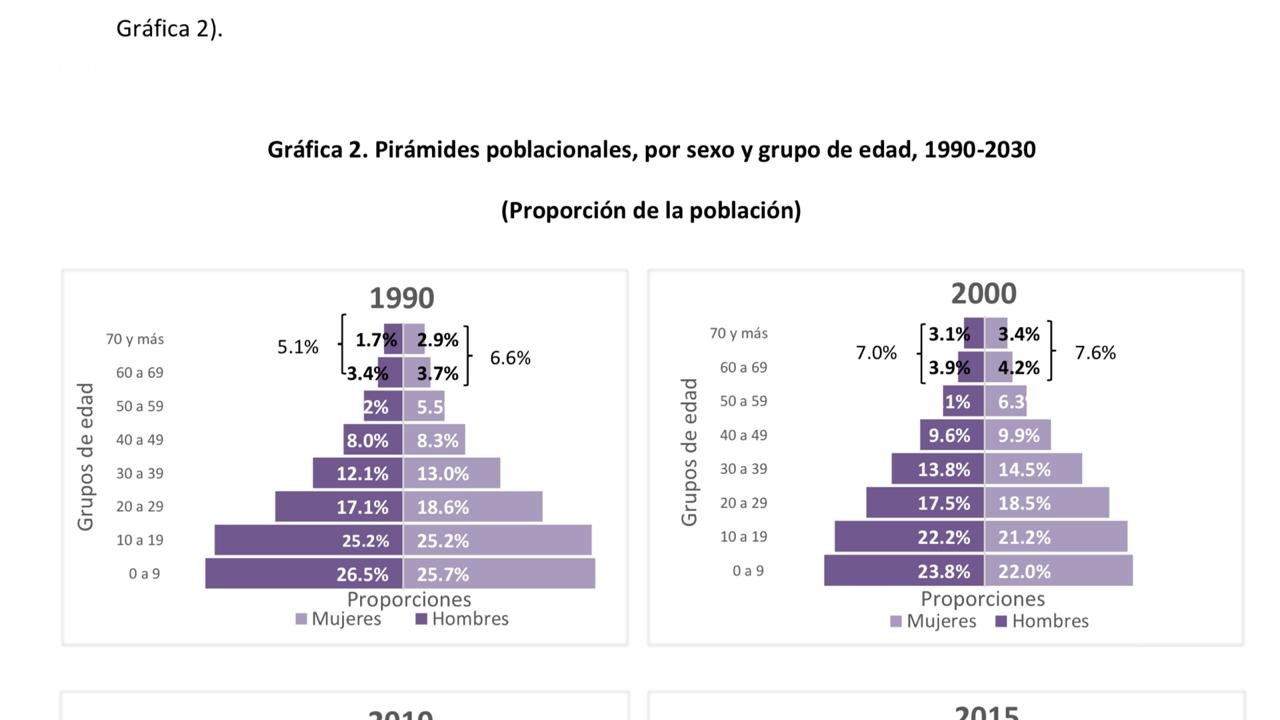 Gráfica 2).
Gráfica 2. Pirámides poblacionales, por sexo y grupo de edad, 1990-2030
(Proporción de la población)
1990
Grupos de edad
70 y más 1.7% 2.9%
5.1% 6.6%
60 a 69 3.4% 3.7%
50 a 59 2% 5.5
40 a 49 8.0% 8.3%
30 a 39 12.1% 13.0%
20 a 29 17.1% 18.6%
10 a 19 25.2% 25.2%
0 a 9 26.5% 25.7%
Proporciones
Mujeres Hombres
2000
Grupos de edad
70 y más 3.1% 3.4%
7.0% 7.6%
60 a 69 3.9% 4.2%
50 a 59 1% 6.3
40 a 49 9.6% 9.9%
30 a 39 13.8% 14.5%
20 a 29 17.5% 18.5%
10 a 19 22.2% 21.2%
0 a 9 23.8% 22.0%
Proporciones
Mujeres Hombres
2010
2015